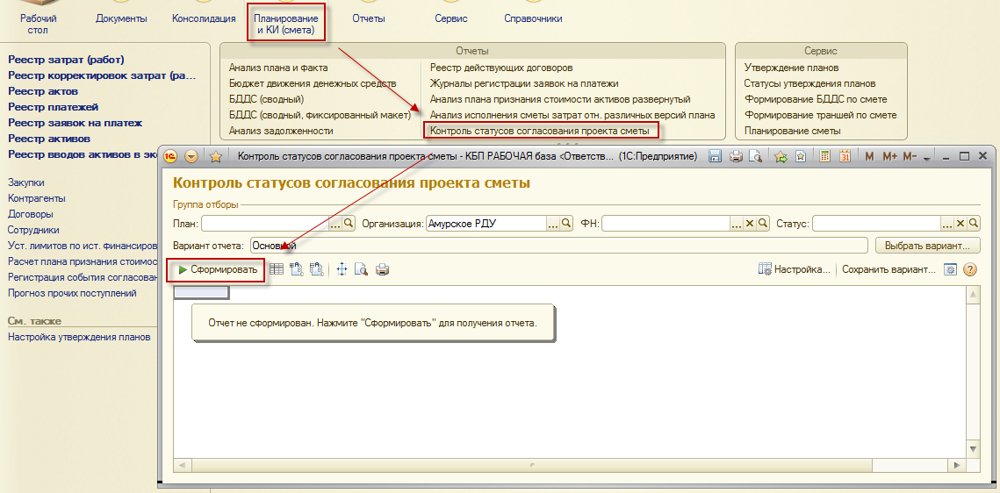 Рабочий стол
Документы
Консолидация
Планирование и КИ (смета)
Отчеты
Сервис
Справочники
Реестр затрат (работ)
Реестр корректировок затрат (ра...
Реестр актов
Реестр платежей
Реестр заявок на платеж
Реестр активов
Реестр вводов активов в эк
Закупки
Контрагенты
Договоры
Сотрудники
Уст. лимитов по ист. финансиров
Расчет плана признания стоимос
Регистрация события согласован
Прогноз прочих поступлений
См. также
Настройка утверждения планов
Отчеты
Анализ плана и факта
Бюджет движения денежных средств
БДДС (сводный)
БДДС (сводный, фиксированный макет)
Анализ задолженности
Реестр действующих договоров
Журналы регистрации заявок на платежи
Анализ плана признания стоимости активов развернутый
Анализ исполнения сметы затрат отн. различных версий плана
Контроль статусов согласования проекта сметы
Сервис
Утверждение планов
Статусы утверждения планов
Формирование БДДС по смете
Формирование траншей по смете
Планирование сметы
Контроль статусов согласования проекта сметы - КБП РАБОЧАЯ база <Ответств... (1С:Предприятие)
M M+ M-
Контроль статусов согласования проекта сметы
Группа отборы
План: ... Организация: Амурское РДУ ... ФН: ... Статус: ...
Вариант отчета: Основной Выбрать вариант...
Сформировать Настройка... Сохранить вариант...
Отчет не сформирован. Нажмите "Сформировать" для получения отчета.